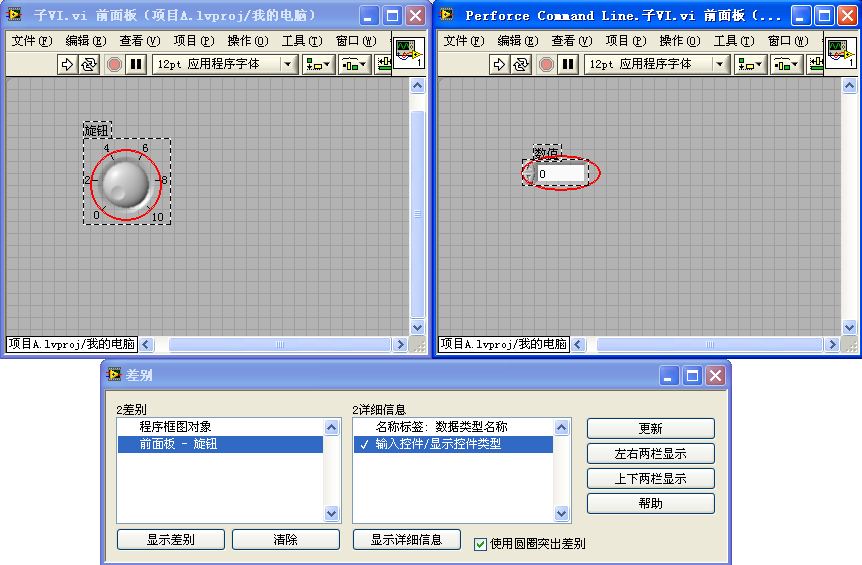 子VI.vi 前面板（项目A.lvproj/我的电脑）
文件(F) 编辑(E) 查看(V) 项目(P) 操作(O) 工具(T) 窗口(W)
12pt 应用程序字体
1
旋钮
4 6
2 8
0 10
项目A.lvproj/我的电脑
Perforce Command Line.子VI.vi 前面板（...
文件(F) 编辑(E) 查看(V) 项目(P) 操作(O) 工具(T) 窗口(W)
12pt 应用程序字体
1
数值
0
项目A.lvproj/我的电脑
差别
2差别
程序框图对象
前面板 - 旋钮
显示差别 清除
2详细信息
名称标签: 数据类型名称
✓ 输入控件/显示控件类型
显示详细信息
使用圆圈突出差别
更新
左右两栏显示
上下两栏显示
帮助